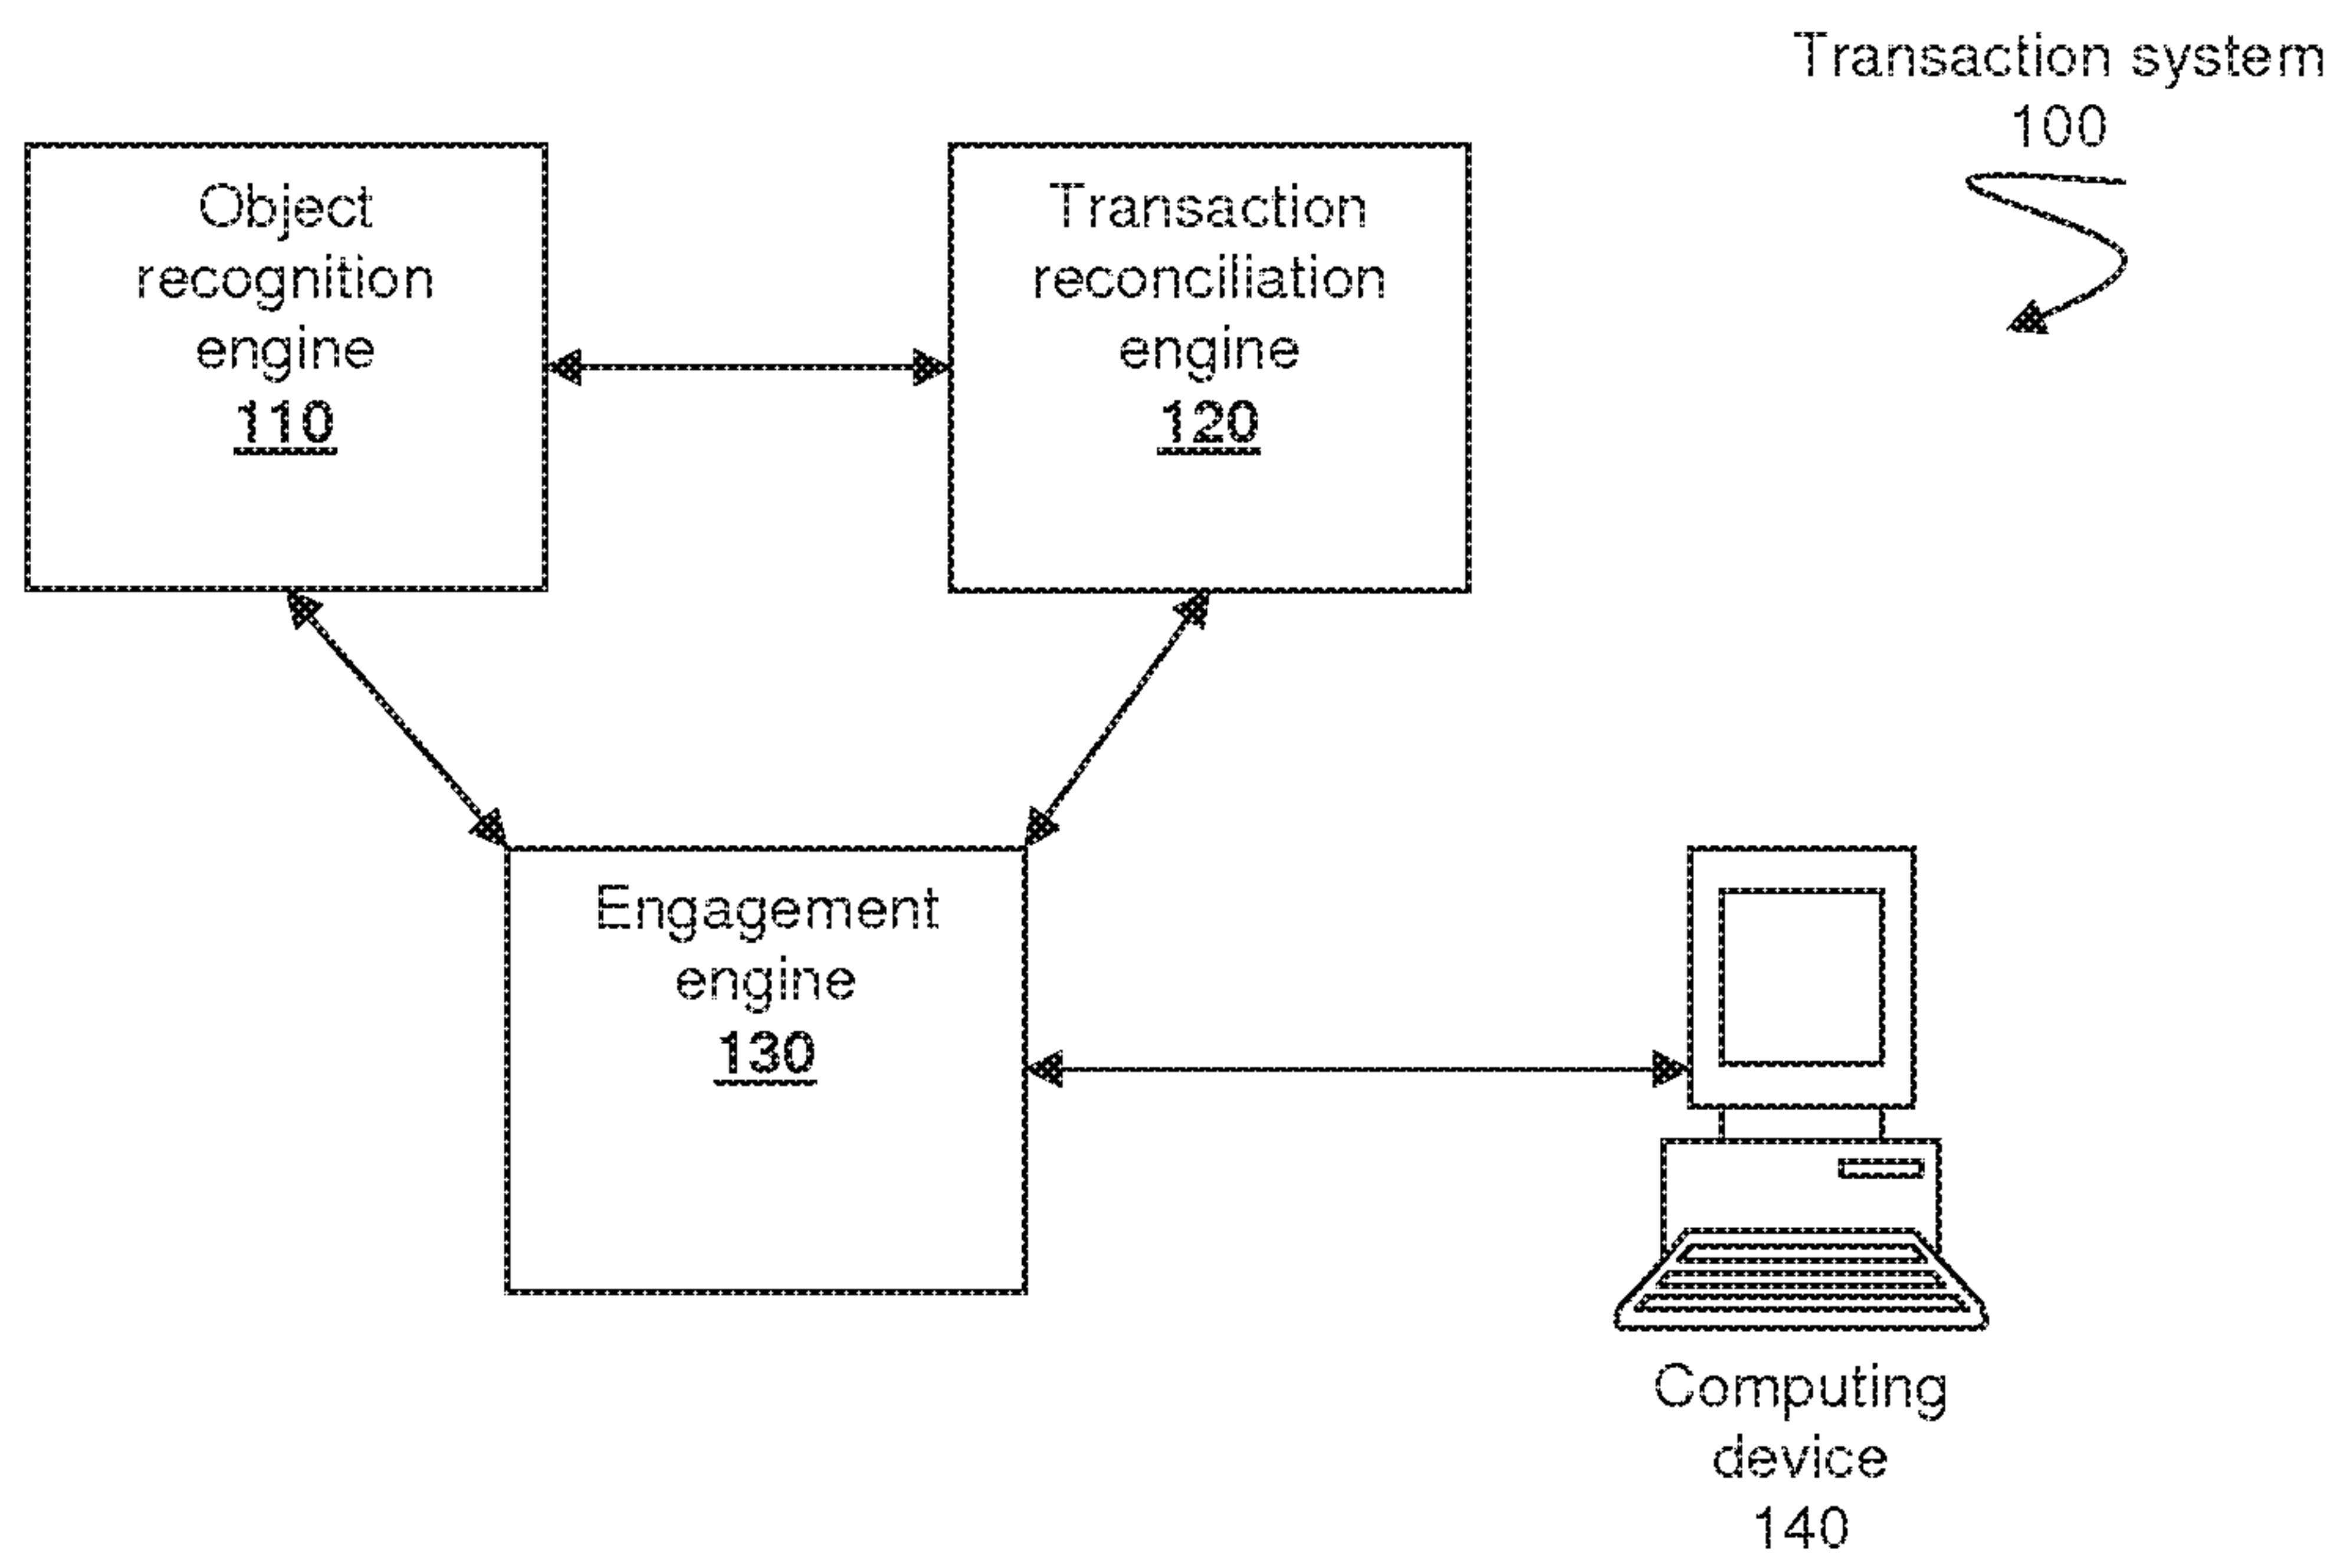 Transaction system
100
Object
recognition
engine
110
Transaction
reconciliation
engine
120
Engagement
engine
130
Computing
device
140